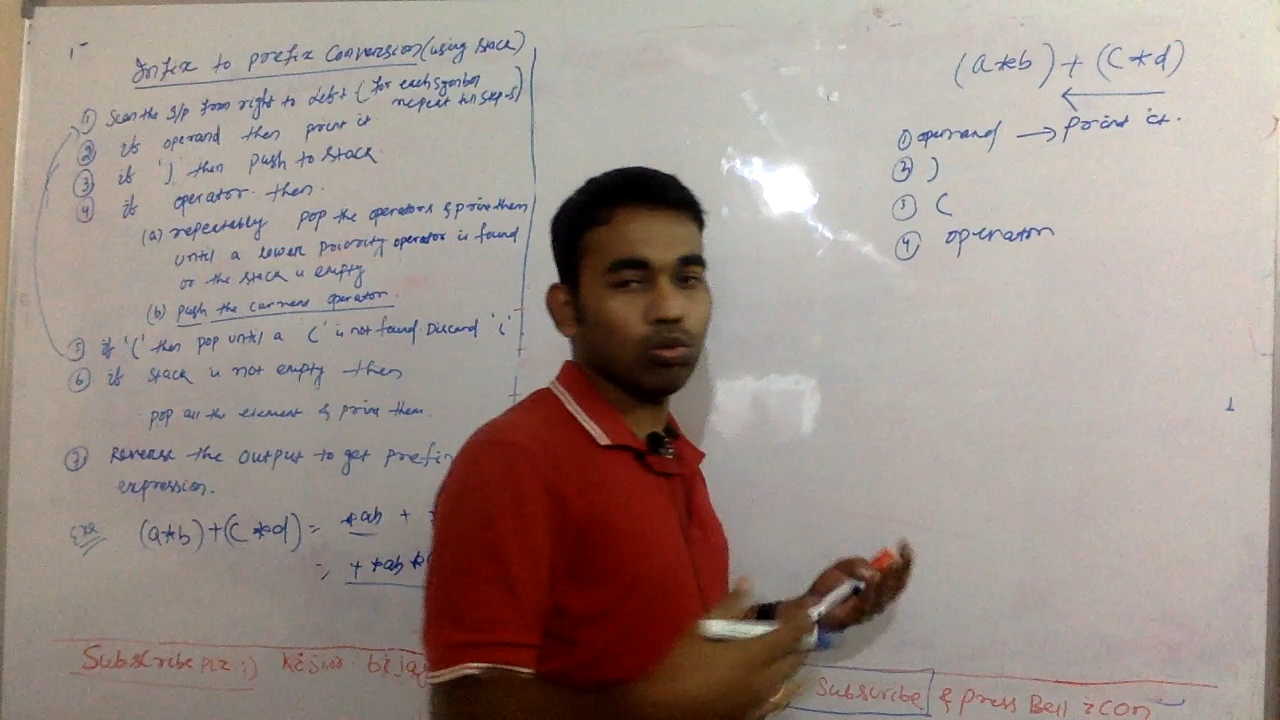 Infix to prefix Conversion (using stack)
① Scan the I/p from right to left (for each symbol
repeat till step-5)
② if operand then print it
③ if ')' then push to stack
④ if operator then.
(a) repeatably pop the operators & print them
until a lower priority operator is found
or the stack is empty
(b) push the current operator.
⑤ if '(' then pop until a '(' is not found. Discard '('
⑥ if stack is not empty then
pop all the element & print them.
⑦ Reverse the output to get prefix
expression.
Ex (a*b)+(c*d) = *ab +
= + *ab *
Subscribe plz :)
(a*b) + (c*d)
① operand → print it.
② )
③ (
④ operator
Subscribe & press Bell icon